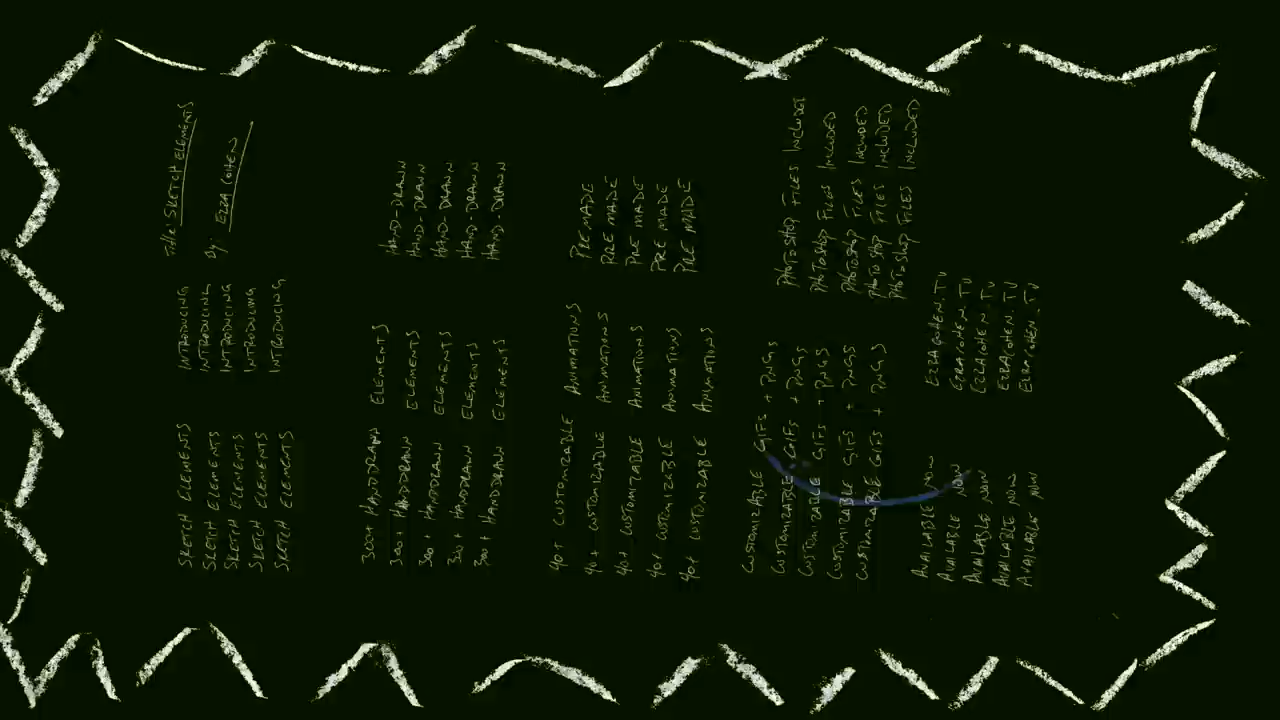 SKETCH ELEMENTS
SKETCH ELEMENTS
SKETCH ELEMENTS
SKETCH ELEMENTS
SKETCH ELEMENTS
INTRODUCING
INTRODUCING
INTRODUCING
INTRODUCING
INTRODUCING
Title: SKETCH ELEMENTS
By: EZRA COHEN
300+ HANDDRAWN ELEMENTS
300+ HANDDRAWN ELEMENTS
300+ HANDDRAWN ELEMENTS
300+ HANDDRAWN ELEMENTS
300+ HANDDRAWN ELEMENTS
HAND-DRAWN
HAND-DRAWN
HAND-DRAWN
HAND-DRAWN
HAND-DRAWN
40+ CUSTOMIZABLE ANIMATIONS
40+ CUSTOMIZABLE ANIMATIONS
40+ CUSTOMIZABLE ANIMATIONS
40+ CUSTOMIZABLE ANIMATIONS
40+ CUSTOMIZABLE ANIMATIONS
PRE MADE
PRE MADE
PRE MADE
PRE MADE
PRE MADE
CUSTOMIZABLE GIFS + PNGS
CUSTOMIZABLE GIFS + PNGS
CUSTOMIZABLE GIFS + PNGS
CUSTOMIZABLE GIFS + PNGS
CUSTOMIZABLE GIFS + PNGS
PHOTOSHOP FILES INCLUDED
PHOTOSHOP FILES INCLUDED
PHOTOSHOP FILES INCLUDED
PHOTOSHOP FILES INCLUDED
PHOTOSHOP FILES INCLUDED
AVAILABLE NOW
AVAILABLE NOW
AVAILABLE NOW
AVAILABLE NOW
AVAILABLE NOW
EZRACOHEN.TV
EZRACOHEN.TV
EZRACOHEN.TV
EZRACOHEN.TV
EZRACOHEN.TV